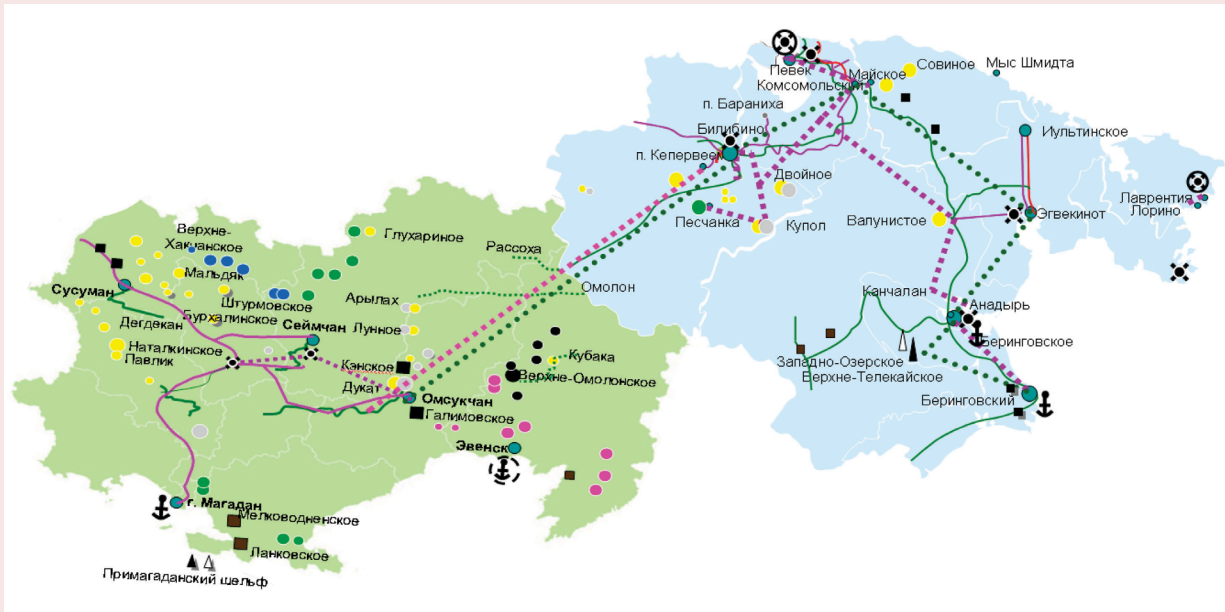 Певек
Комсомольский
Майское
Совиное
Мыс Шмидта
п. Бараниха
Билибино
п. Кепервеем
Иультинское
Двойное
Песчанка
Купол
Валунистое
Эгвекинот
Лаврентия
Лорино
Канчалан
Анадырь
Беринговское
Западно-Озерское
Верхне-Телекайское
Беринговский
Верхне-
Хакчанское
Глухариное
Рассоха
Мальдяк
Омолон
Сусуман
Штурмовское
Арылах
Бурхалинское
Дегдекан
Сеймчан
Лунное
Наталкинское
Павлик
Кэнское
Кубака
Верхне-Омолонское
Дукат
Омсукчан
Галимовское
Эвенск
г. Магадан
Мелководненское
Ланковское
Примагаданский шельф